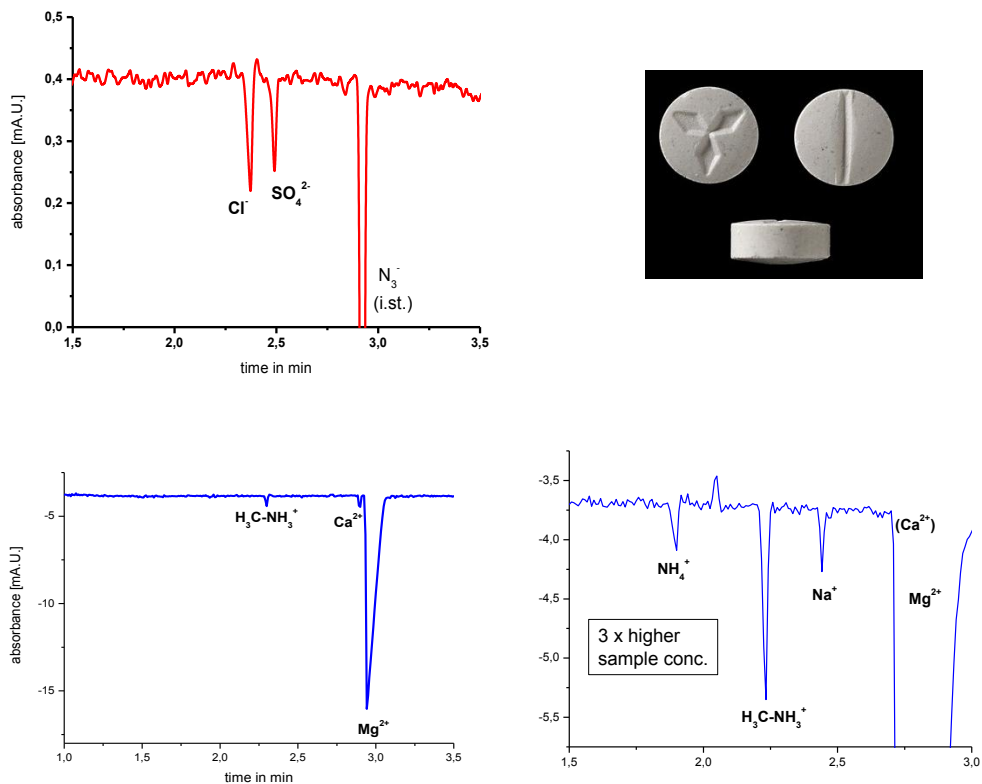 0,5
0,4
0,3
0,2
0,1
0,0
absorbance [mA.U.]
Cl⁻
SO₄²⁻
N₃⁻
(i.st.)
1,5 2,0 2,5 3,0 3,5
time in min
-5
-10
-15
absorbance [mA.U.]
H₃C-NH₃⁺
Ca²⁺
Mg²⁺
1,0 1,5 2,0 2,5 3,0 3,5
time in min
-3,5
-4,0
-4,5
-5,0
-5,5
(Ca²⁺)
NH₄⁺
Na⁺
Mg²⁺
3 x higher
sample conc.
H₃C-NH₃⁺
1,5 2,0 2,5 3,0